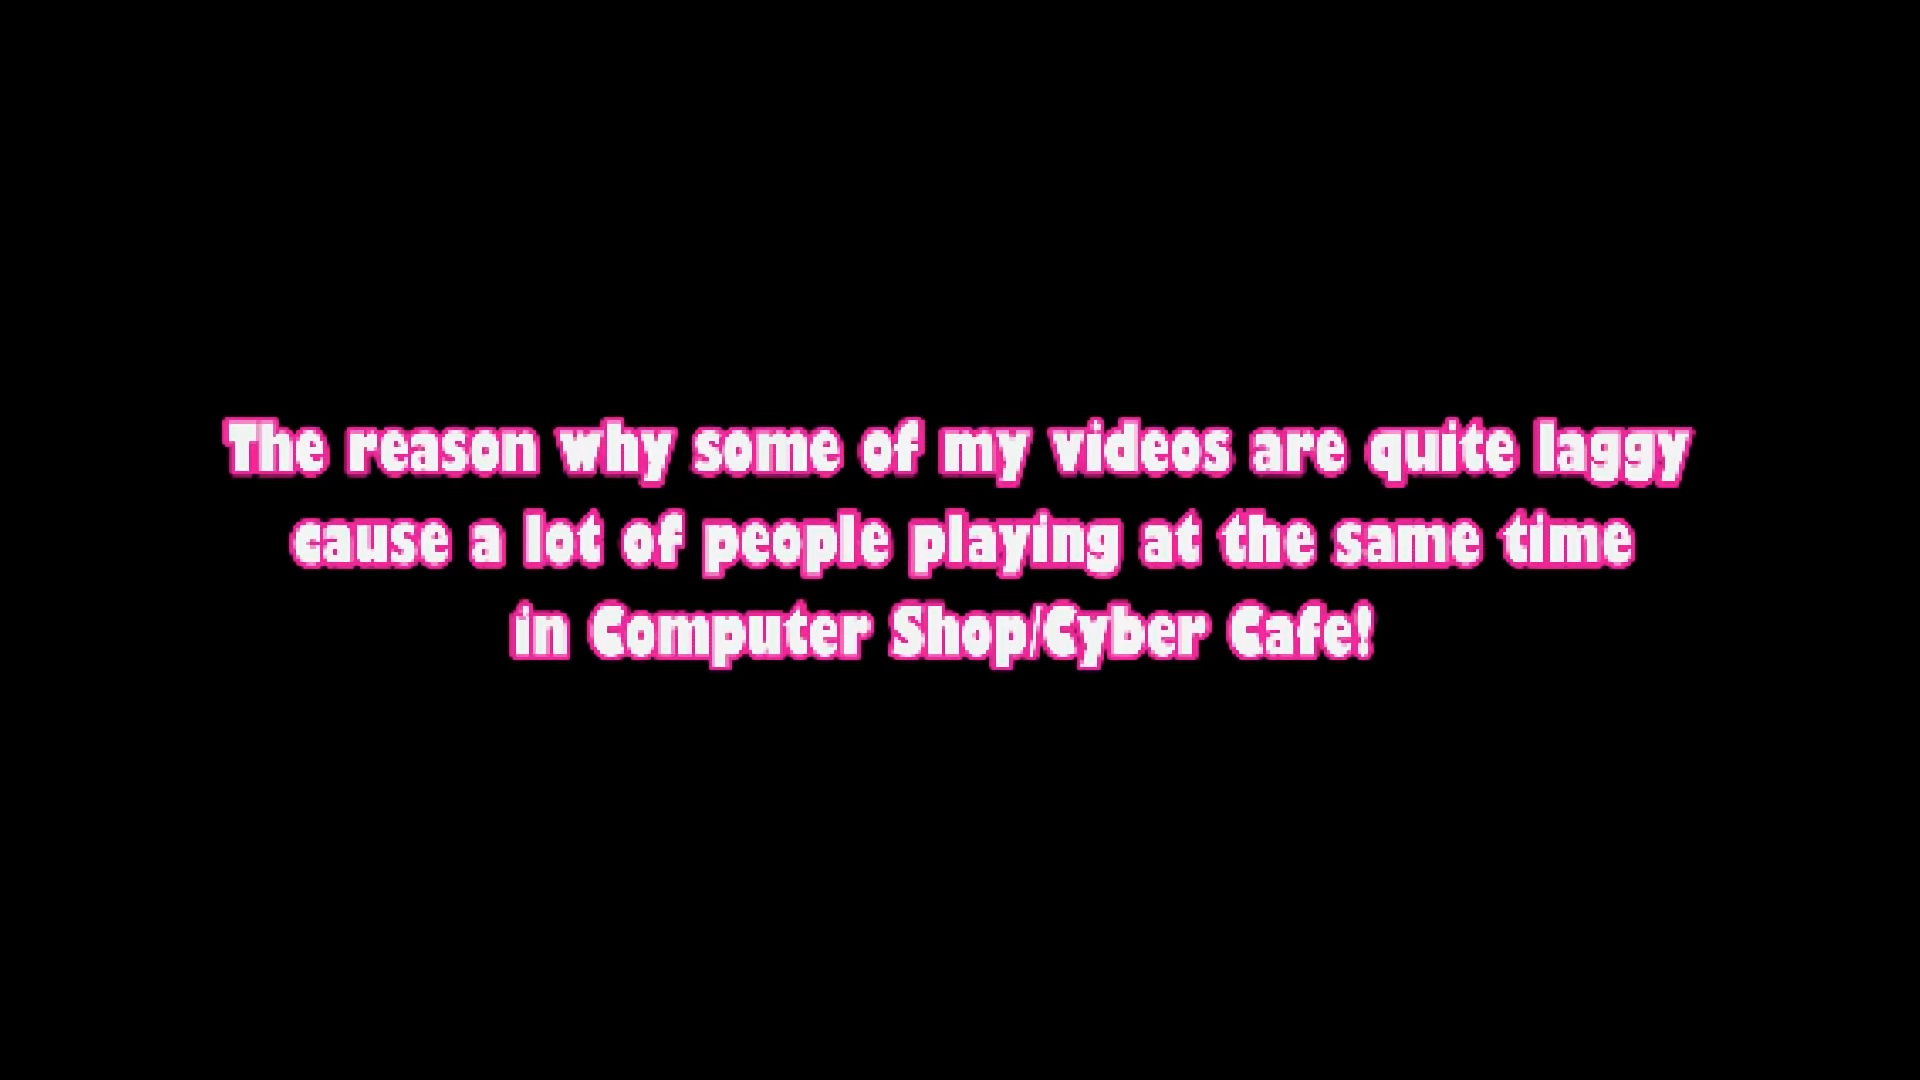 The reason why some of my videos are quite laggy
cause a lot of people playing at the same time
in Computer Shop/Cyber Cafe!